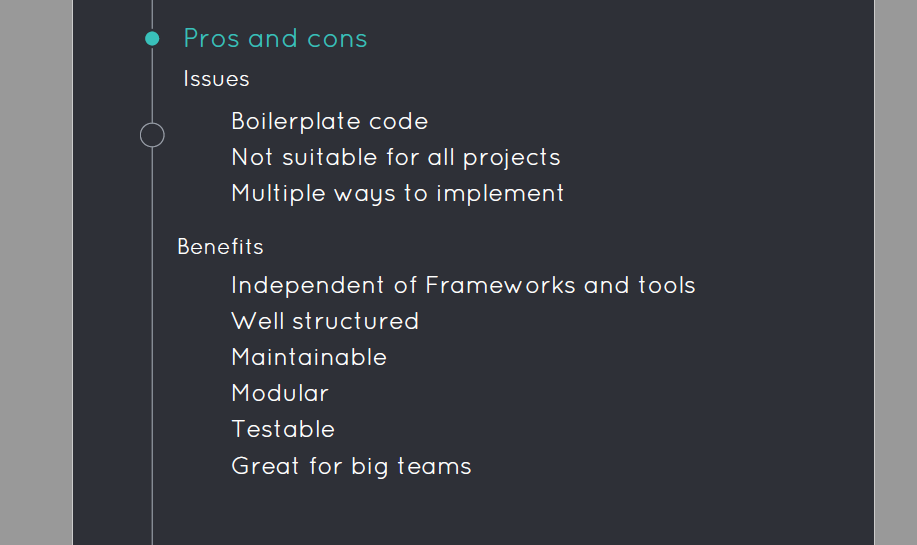 Pros and cons
Issues
Boilerplate code
Not suitable for all projects
Multiple ways to implement
Benefits
Independent of Frameworks and tools
Well structured
Maintainable
Modular
Testable
Great for big teams